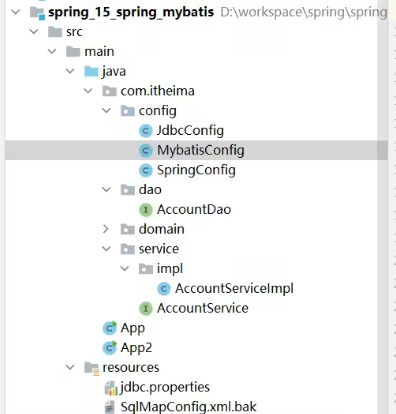 spring_15_spring_mybatis D:\workspace\spring\spring
src
main
java
com.itheima
config
JdbcConfig
MybatisConfig
SpringConfig
dao
AccountDao
domain
service
impl
AccountServiceImpl
AccountService
App
App2
resources
jdbc.properties
SqlMapConfig.xml.bak